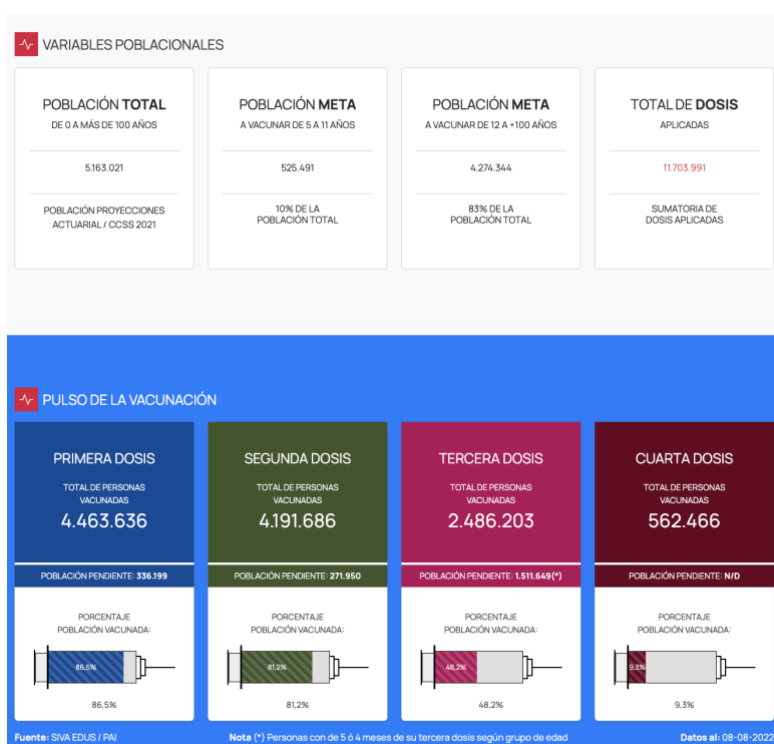 VARIABLES POBLACIONALES
POBLACIÓN TOTAL
DE 0 A MÁS DE 100 AÑOS
5.163.021
POBLACIÓN PROYECCIONES
ACTUARIAL / CCSS 2021
POBLACIÓN META
A VACUNAR DE 5 A 11 AÑOS
525.491
10% DE LA
POBLACIÓN TOTAL
POBLACIÓN META
A VACUNAR DE 12 A +100 AÑOS
4.274.344
83% DE LA
POBLACIÓN TOTAL
TOTAL DE DOSIS
APLICADAS
11.703.991
SUMATORIA DE
DOSIS APLICADAS
PULSO DE LA VACUNACIÓN
PRIMERA DOSIS
TOTAL DE PERSONAS
VACUNADAS
4.463.636
POBLACIÓN PENDIENTE: 336.199
PORCENTAJE
POBLACIÓN VACUNADA:
86,5%
86,5%
SEGUNDA DOSIS
TOTAL DE PERSONAS
VACUNADAS
4.191.686
POBLACIÓN PENDIENTE: 271.950
PORCENTAJE
POBLACIÓN VACUNADA:
81,2%
81,2%
TERCERA DOSIS
TOTAL DE PERSONAS
VACUNADAS
2.486.203
POBLACIÓN PENDIENTE: 1.511.649(*)
PORCENTAJE
POBLACIÓN VACUNADA:
48,2%
48,2%
CUARTA DOSIS
TOTAL DE PERSONAS
VACUNADAS
562.466
POBLACIÓN PENDIENTE: N/D
PORCENTAJE
POBLACIÓN VACUNADA:
9,3%
9,3%
Fuente: SIVA EDUS / PAI
Nota (*) Personas con de 5 ó 4 meses de su tercera dosis según grupo de edad
Datos al: 08-08-2022